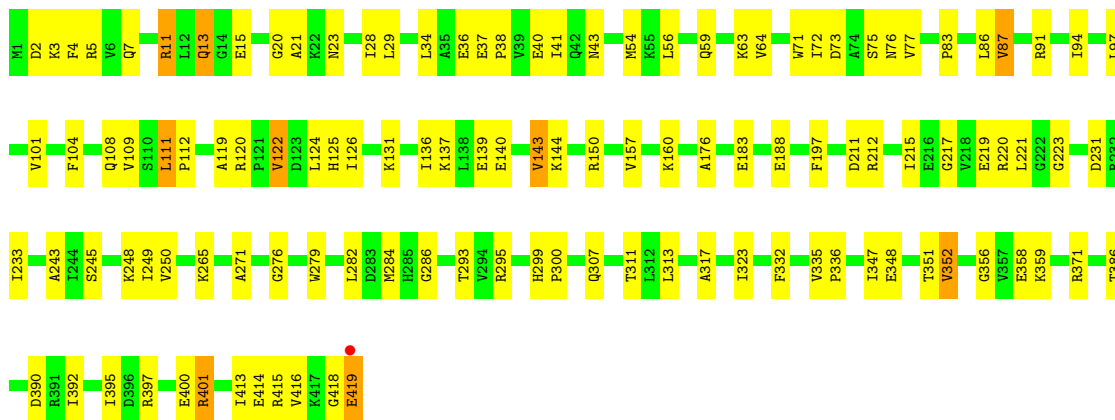 M1 D2 K3 F4 R5 V6 Q7 R11 L12 Q13 G14 E15 G20 A21 K22 N23 I28 L29 L34 A35 E36 E37 P38 V39 E40 I41 Q42 N43 M54 K55 L56 Q59 K63 V64 W71 I72 D73 A74 S75 N76 V77 P83 L86 V87 R91 I94
V101 F104 Q108 V109 S110 L111 P112 A119 R120 P121 V122 D123 L124 H125 I126 K131 I136 K137 L138 E139 E140 V143 K144 R150 V157 K160 A176 E183 E188 F197 D211 R212 I215 E216 G217 V218 E219 R220 L221 G222 G223 D231
I233 A243 I244 S245 K248 I249 V250 K265 A271 G276 W279 L282 D283 M284 H285 G286 T293 V294 R295 H299 P300 Q307 T311 L312 L313 A317 I323 F332 V335 P336 I347 E348 T351 V352 G356 V357 E358 K359 R371
D390 R391 I392 I395 D396 R397 E400 R401 I413 E414 R415 V416 K417 G418 E419